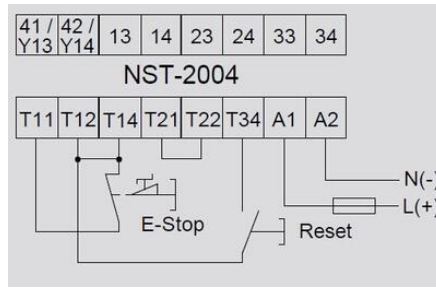 41 / 42 / 13 14 23 24 33 34
Y13 Y14
NST-2004
T11 T12 T14 T21 T22 T34 A1 A2
N(-)
L(+)
E-Stop Reset